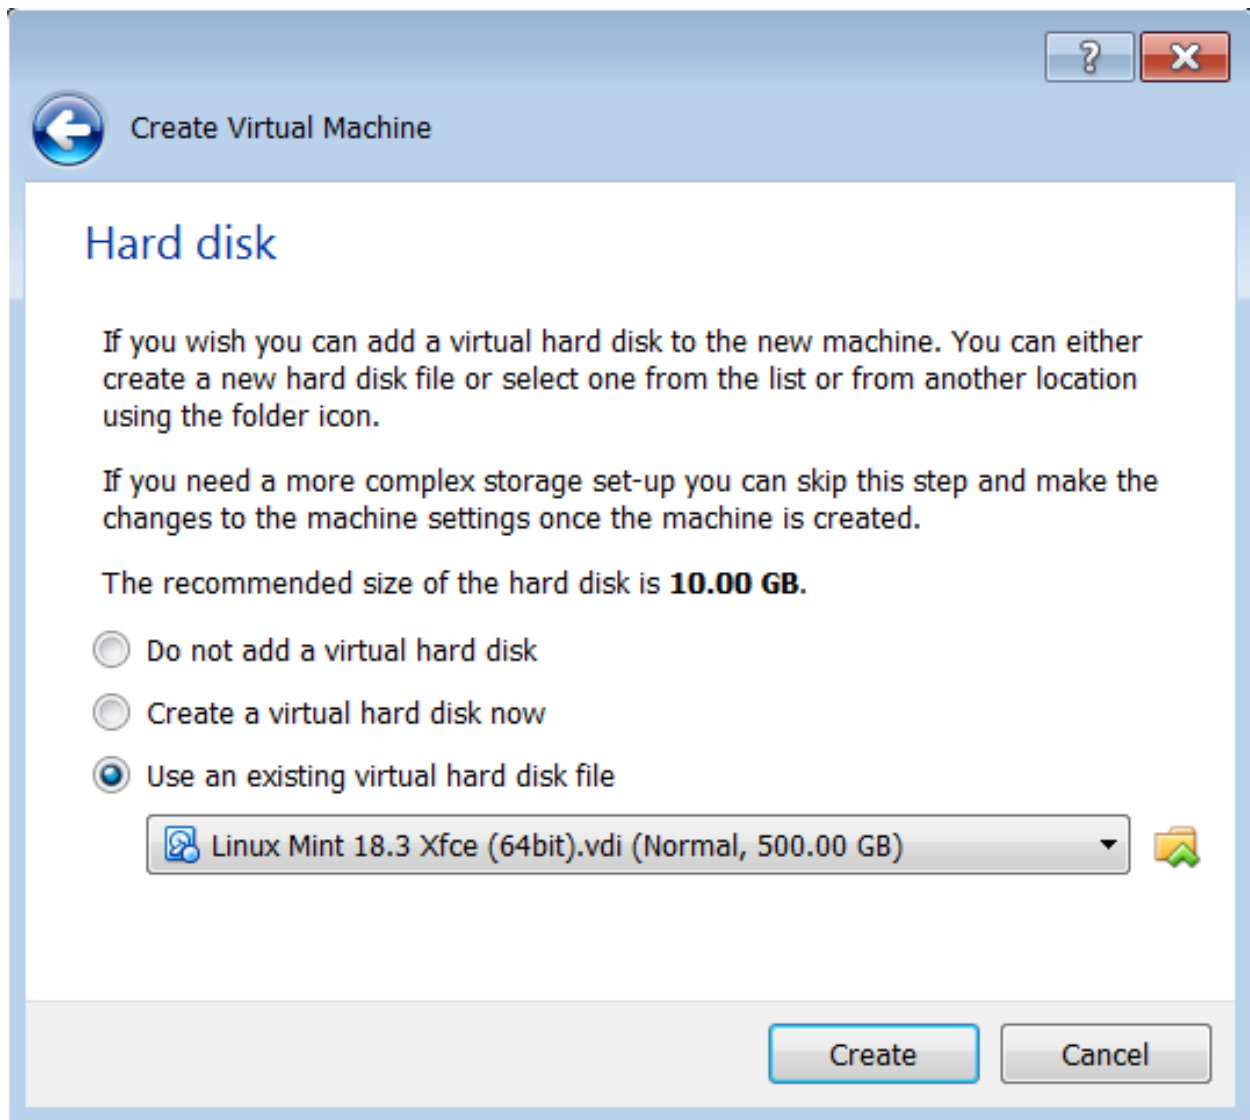 ?
Create Virtual Machine
Hard disk
If you wish you can add a virtual hard disk to the new machine. You can either
create a new hard disk file or select one from the list or from another location
using the folder icon.
If you need a more complex storage set-up you can skip this step and make the
changes to the machine settings once the machine is created.
The recommended size of the hard disk is 10.00 GB.
Do not add a virtual hard disk
Create a virtual hard disk now
Use an existing virtual hard disk file
Linux Mint 18.3 Xfce (64bit).vdi (Normal, 500.00 GB)
Create
Cancel